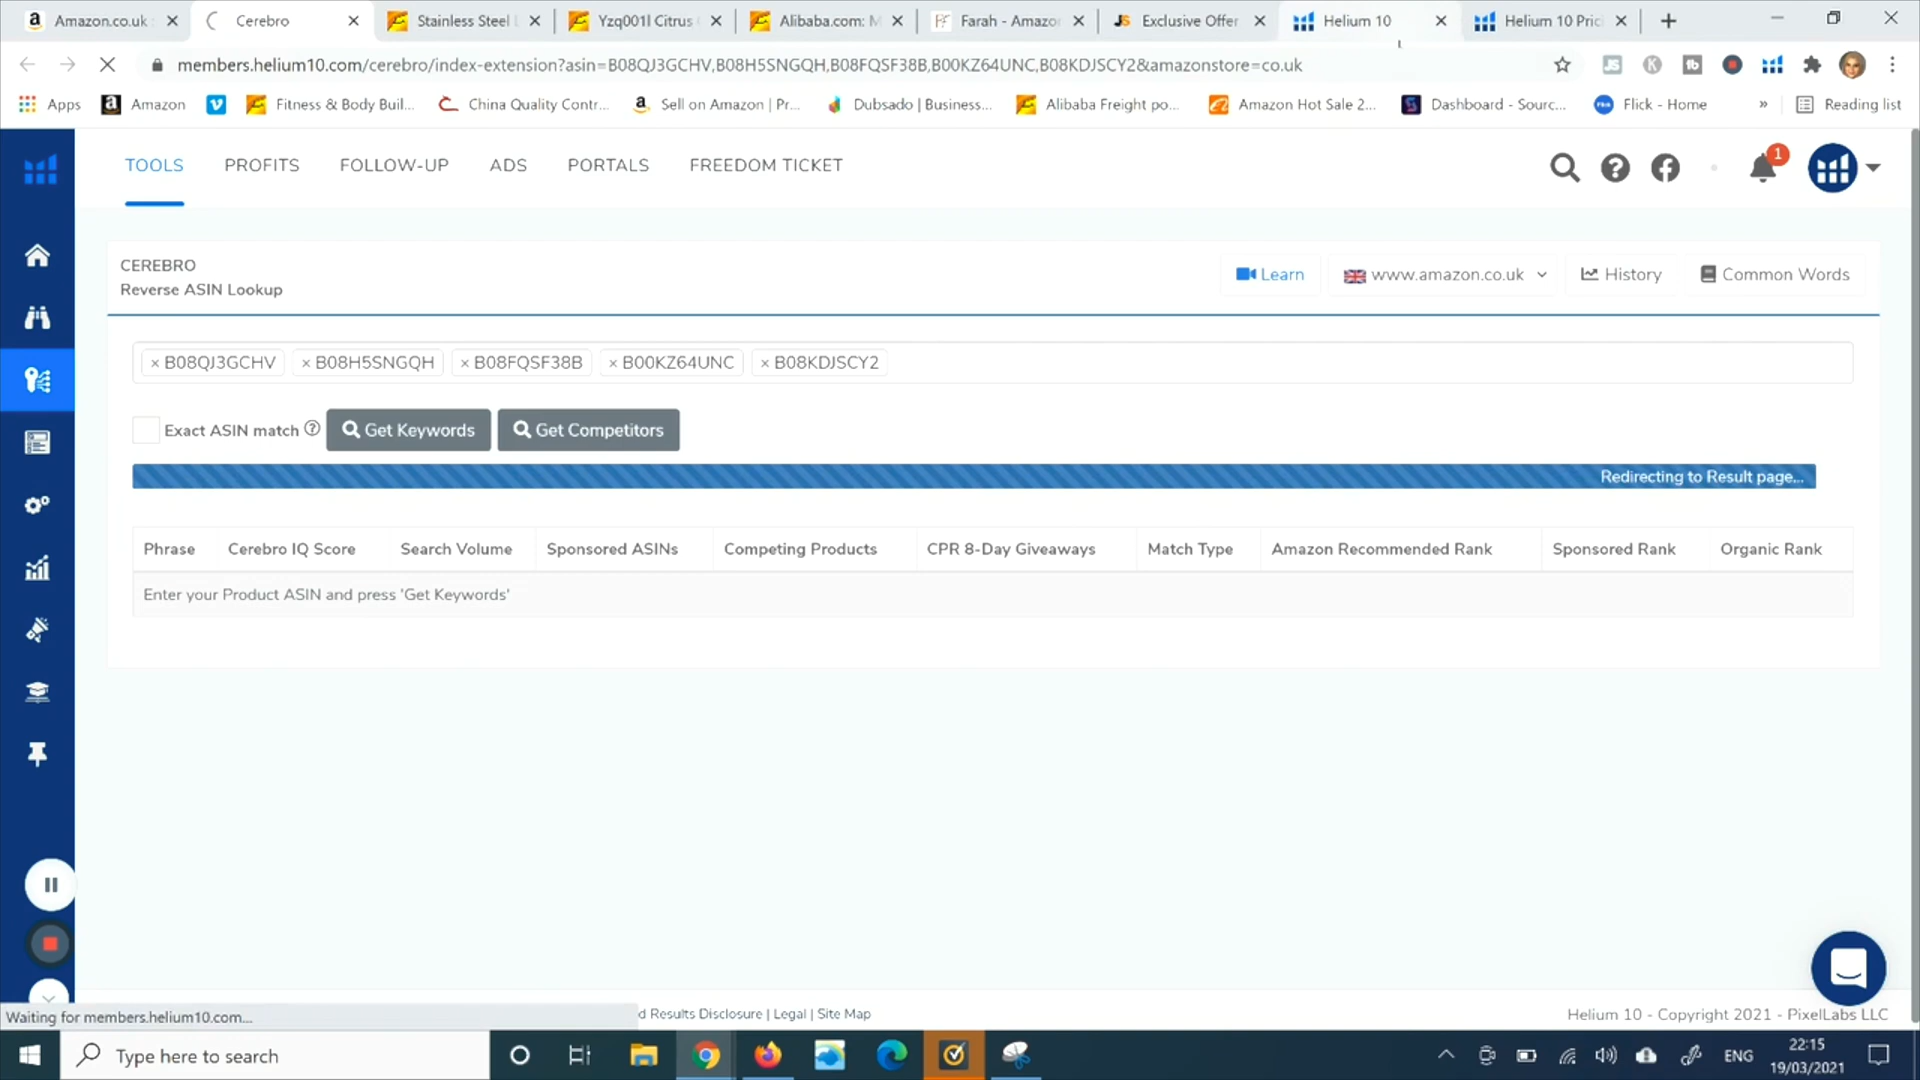 Amazon.co.uk :
Cerebro
Stainless Steel L
Yzq001l Citrus
Alibaba.com: M
Farah - Amazo
Exclusive Offer
Helium 10
Helium 10 Pric
members.helium10.com/cerebro/index-extension?asin=B08QJ3GCHV,B08H5SNGQH,B08FQSF38B,B00KZ64UNC,B08KDJSCY2&amazonstore=co.uk
Apps
Amazon
Fitness & Body Buil...
China Quality Contr...
Sell on Amazon | Pr...
Dubsado | Business...
Alibaba Freight po...
Amazon Hot Sale 2...
Dashboard - Sourc...
Flick - Home
»
Reading list
TOOLS
PROFITS
FOLLOW-UP
ADS
PORTALS
FREEDOM TICKET
1
CEREBRO
Reverse ASIN Lookup
Learn
www.amazon.co.uk
History
Common Words
× B08QJ3GCHV
× B08H5SNGQH
× B08FQSF38B
× B00KZ64UNC
× B08KDJSCY2
Exact ASIN match
Get Keywords
Get Competitors
Redirecting to Result page...
Phrase
Cerebro IQ Score
Search Volume
Sponsored ASINs
Competing Products
CPR 8-Day Giveaways
Match Type
Amazon Recommended Rank
Sponsored Rank
Organic Rank
Enter your Product ASIN and press 'Get Keywords'
Waiting for members.helium10.com...
d Results Disclosure | Legal | Site Map
Helium 10 - Copyright 2021 - PixelLabs LLC
Type here to search
ENG
22:15
19/03/2021